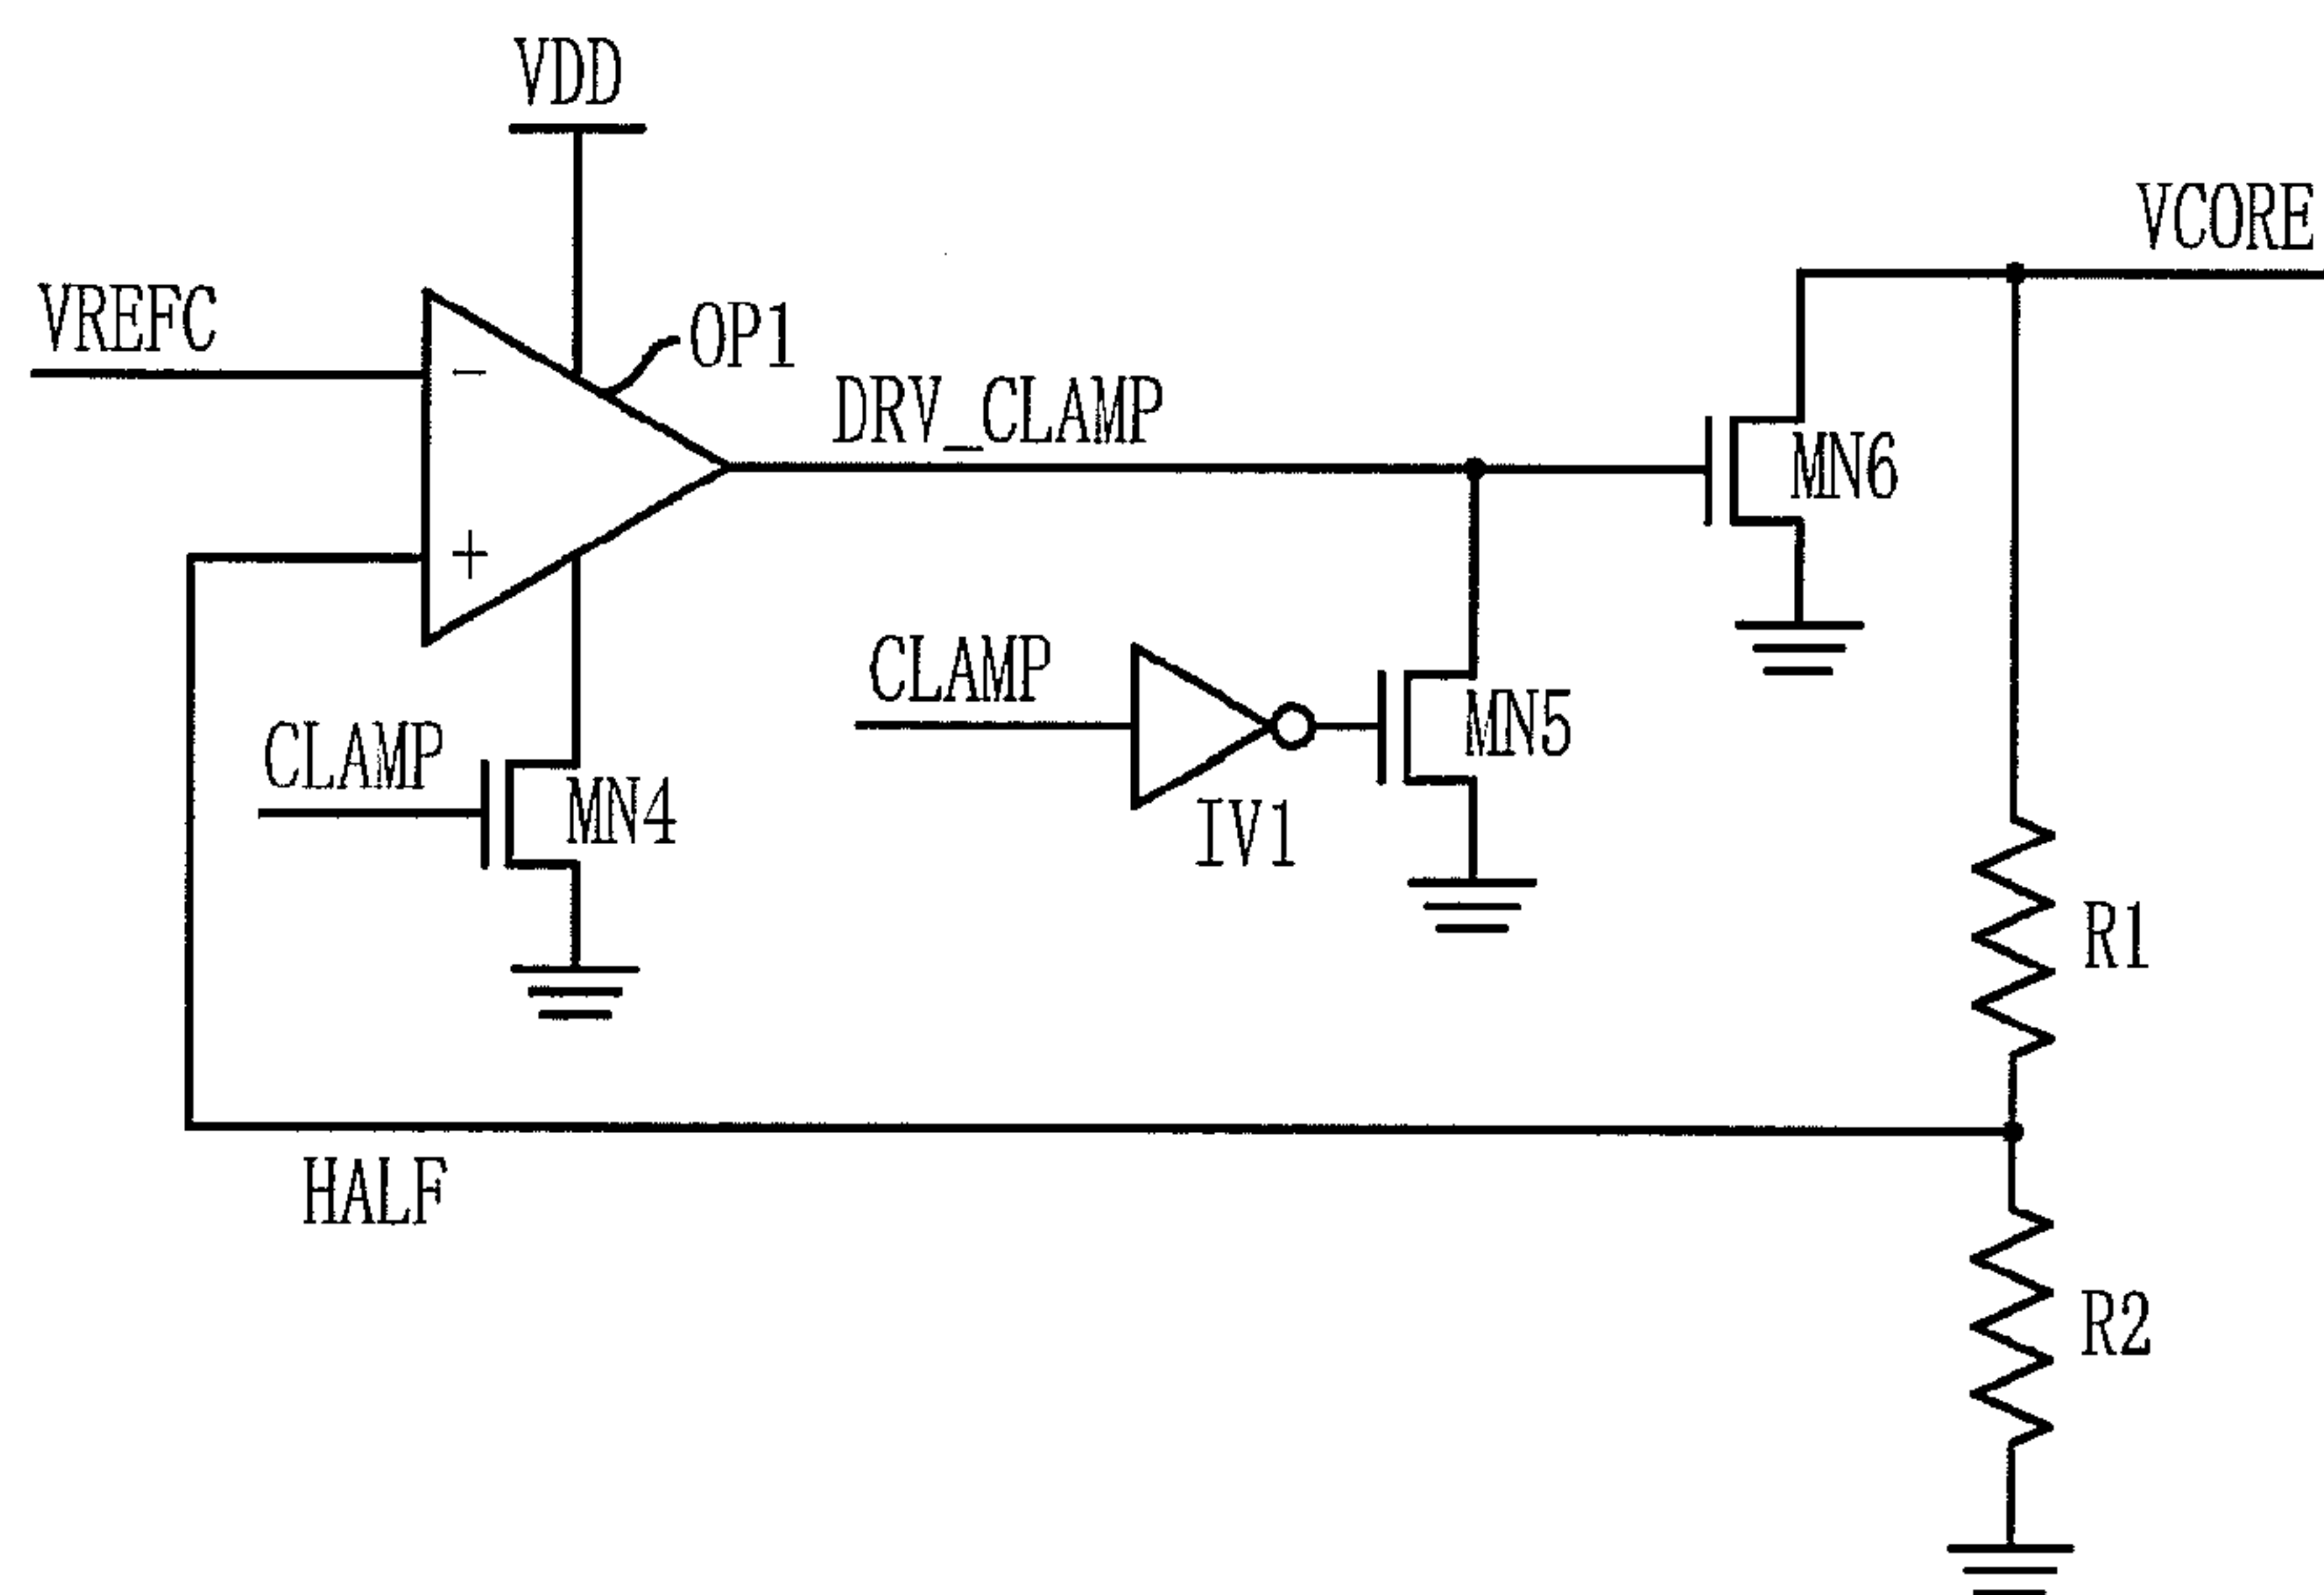 VDD
VCORE
VREFC
-
OP1
DRV_CLAMP
MN6
+
CLAMP
MN5
CLAMP
MN4
IV1
R1
HALF
R2